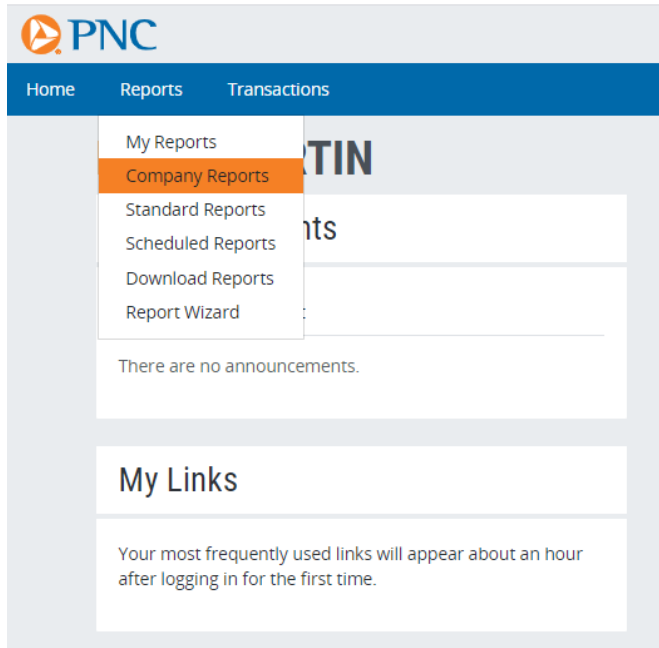 PNC
Home Reports Transactions
My Reports
Company Reports
Standard Reports
Scheduled Reports
Download Reports
Report Wizard
There are no announcements.
My Links
Your most frequently used links will appear about an hour
after logging in for the first time.